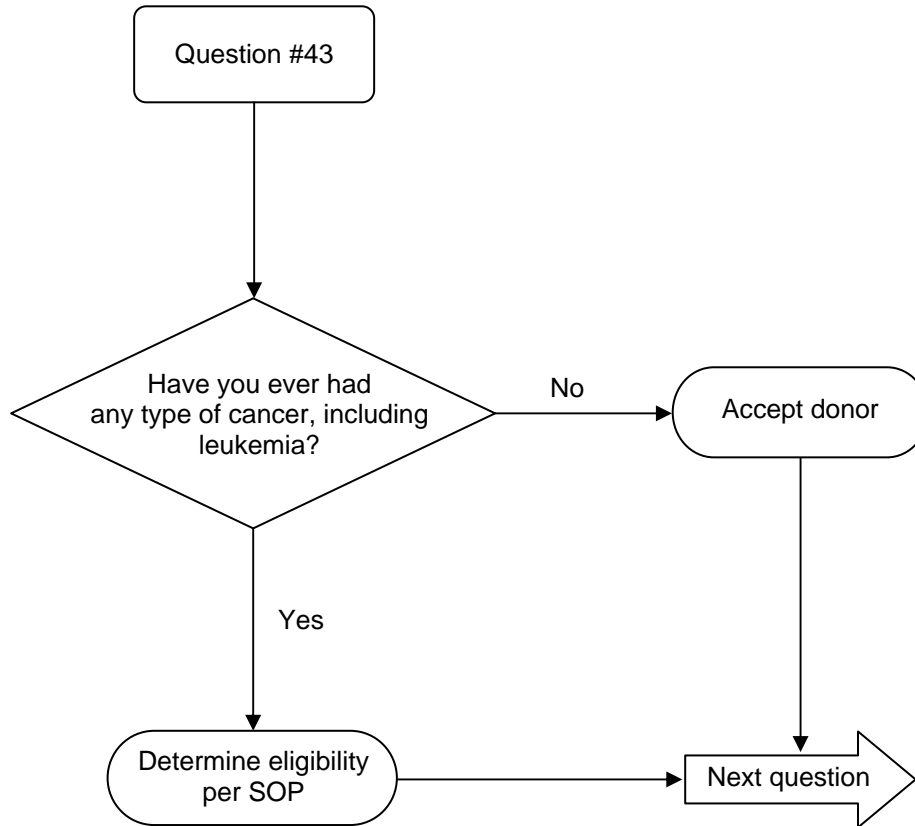 Question #43
Have you ever had
any type of cancer, including
leukemia?
No
Accept donor
Yes
Determine eligibility
per SOP
Next question